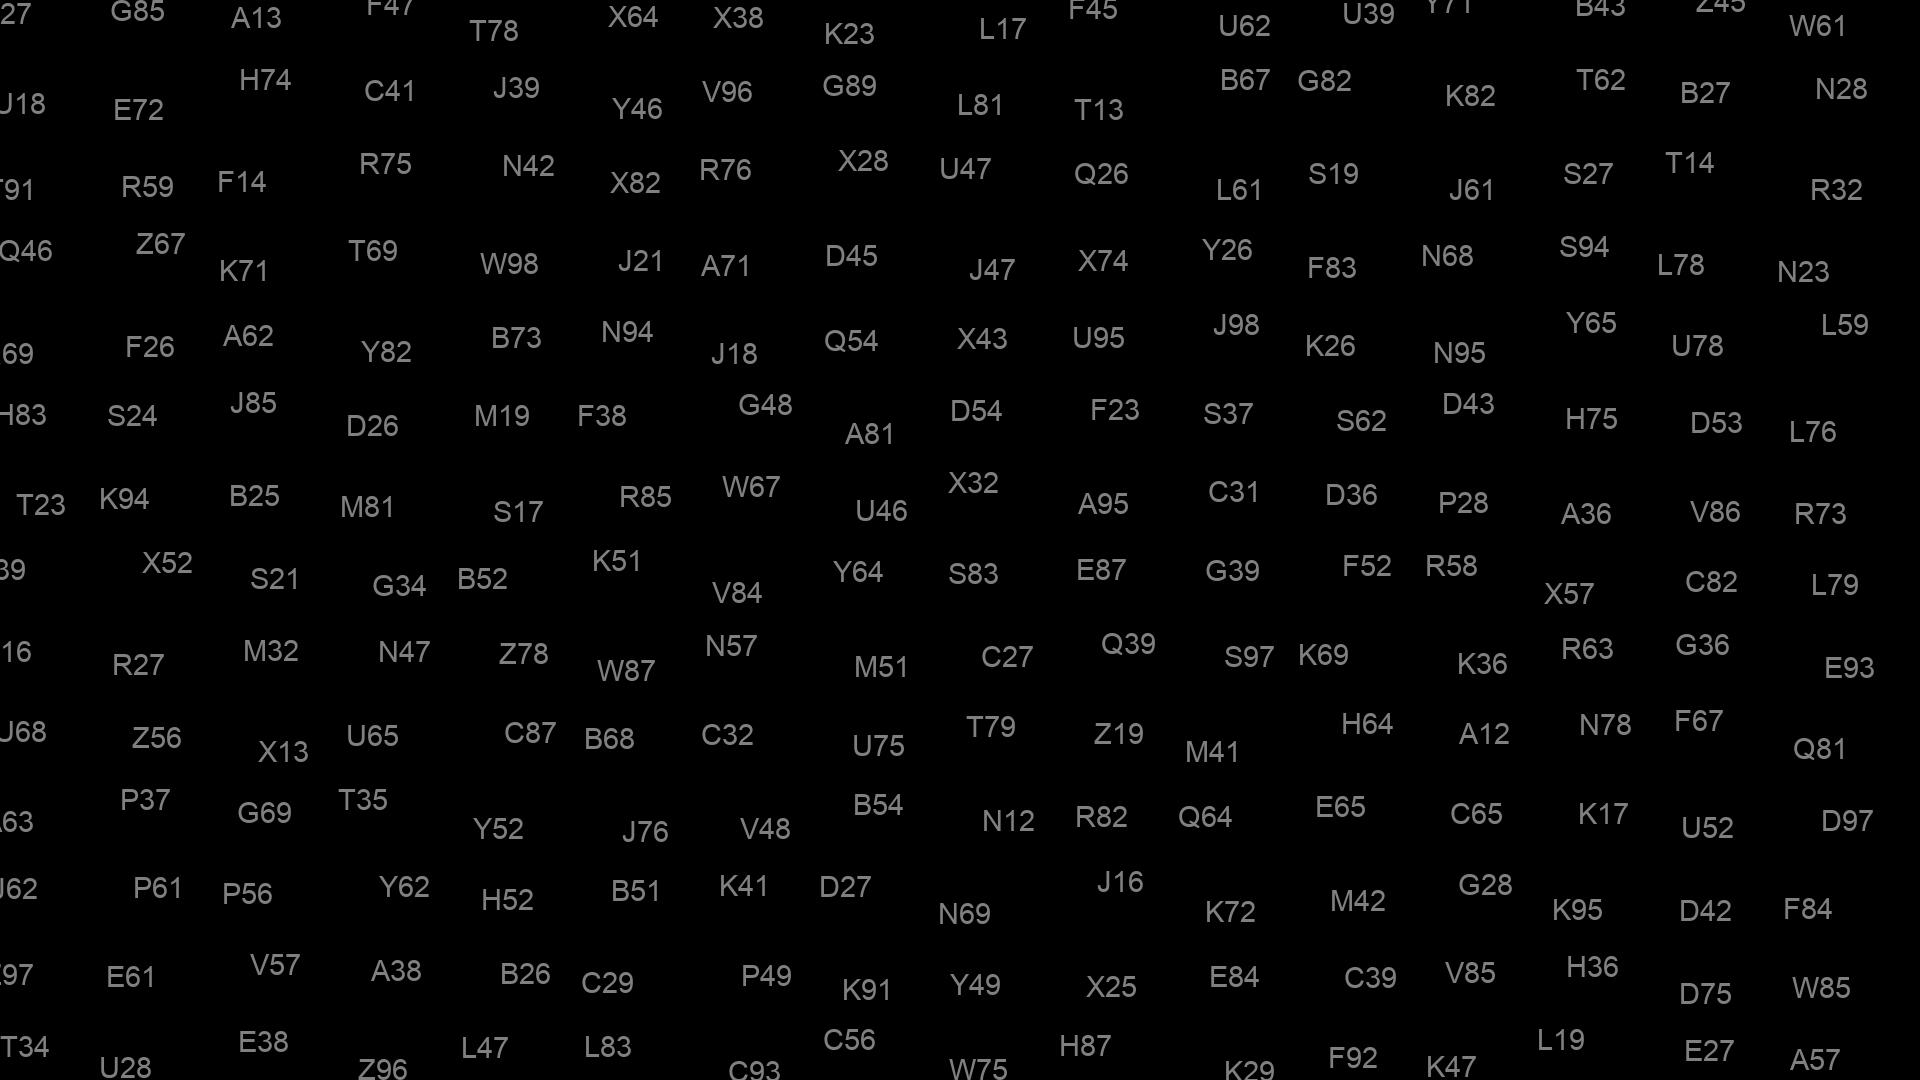 27 G85 A13 F47 T78 X64 X38 K23 L17 F45 U62 U39 Y71 B43 Z45 W61
U18 E72 H74 C41 J39 Y46 V96 G89 L81 T13 B67 G82 K82 T62 B27 N28
91 R59 F14 R75 N42 X82 R76 X28 U47 Q26 L61 S19 J61 S27 T14 R32
Q46 Z67 K71 T69 W98 J21 A71 D45 J47 X74 Y26 F83 N68 S94 L78 N23
69 F26 A62 Y82 B73 N94 J18 Q54 X43 U95 J98 K26 N95 Y65 U78 L59
H83 S24 J85 D26 M19 F38 G48 A81 D54 F23 S37 S62 D43 H75 D53 L76
T23 K94 B25 M81 S17 R85 W67 U46 X32 A95 C31 D36 P28 A36 V86 R73
39 X52 S21 G34 B52 K51 V84 Y64 S83 E87 G39 F52 R58 X57 C82 L79
16 R27 M32 N47 Z78 W87 N57 M51 C27 Q39 S97 K69 K36 R63 G36 E93
U68 Z56 X13 U65 C87 B68 C32 U75 T79 Z19 M41 H64 A12 N78 F67 Q81
63 P37 G69 T35 Y52 J76 V48 B54 N12 R82 Q64 E65 C65 K17 U52 D97
62 P61 P56 Y62 H52 B51 K41 D27 N69 J16 K72 M42 G28 K95 D42 F84
97 E61 V57 A38 B26 C29 P49 K91 Y49 X25 E84 C39 V85 H36 D75 W85
T34 U28 E38 Z96 L47 L83 C93 C56 W75 H87 K29 F92 K47 L19 E27 A57